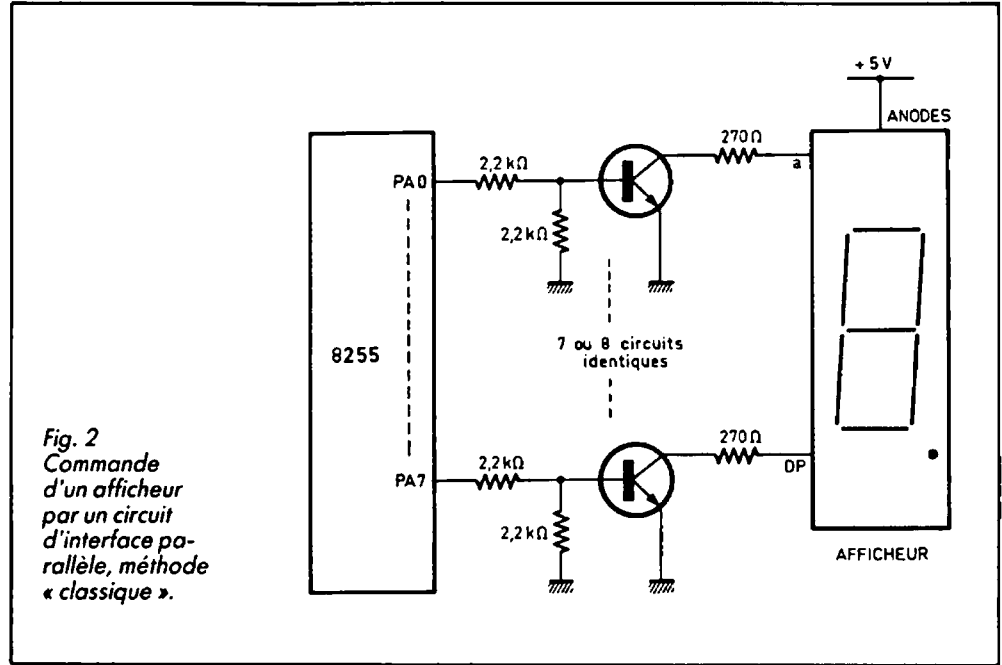 + 5 V
ANODES
270 Ω
a
2,2 kΩ
PA0
2,2 kΩ
8255
7 ou 8 circuits
identiques
270 Ω
DP
2,2 kΩ
PA7
2,2 kΩ
AFFICHEUR
Fig. 2
Commande
d'un afficheur
par un circuit
d'interface pa-
rallèle, méthode
« classique ».